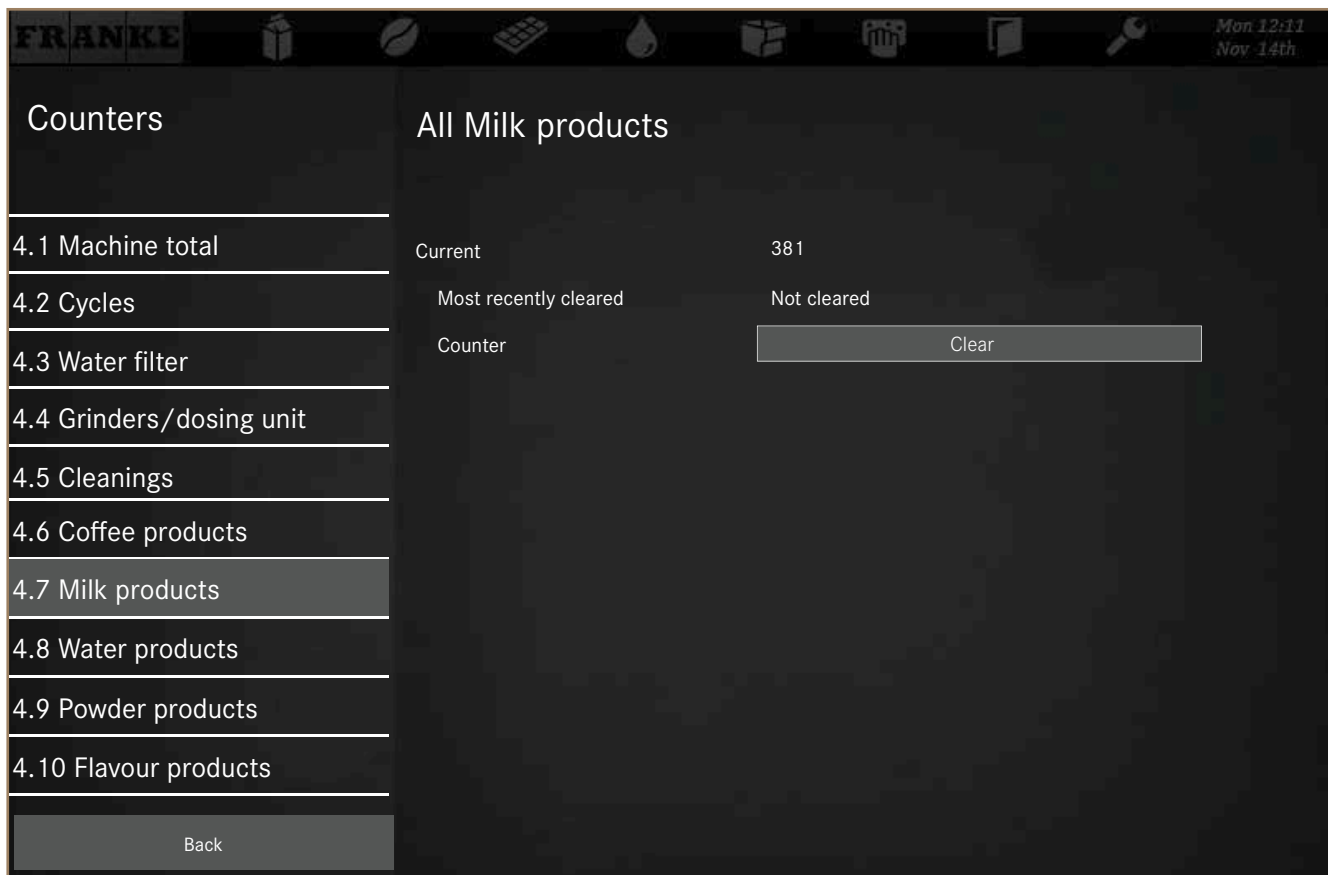 FRANKE
Mon 12:11
Nov 14th
Counters
4.1 Machine total
4.2 Cycles
4.3 Water filter
4.4 Grinders/dosing unit
4.5 Cleanings
4.6 Coffee products
4.7 Milk products
4.8 Water products
4.9 Powder products
4.10 Flavour products
Back
All Milk products
Current 381
Most recently cleared Not cleared
Counter Clear